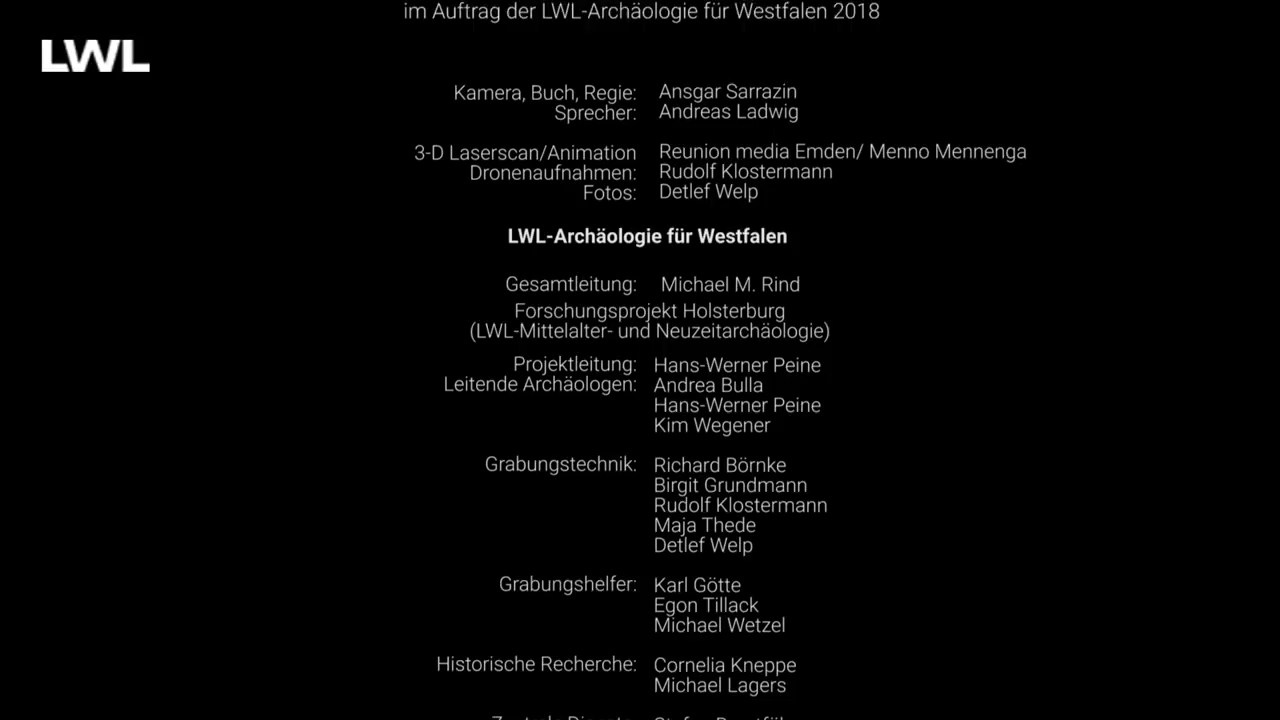 im Auftrag der LWL-Archäologie für Westfalen 2018
LWL
Kamera, Buch, Regie: Ansgar Sarrazin
Sprecher: Andreas Ladwig
3-D Laserscan/Animation Reunion media Emden/ Menno Mennenga
Dronenaufnahmen: Rudolf Klostermann
Fotos: Detlef Welp
LWL-Archäologie für Westfalen
Gesamtleitung: Michael M. Rind
Forschungsprojekt Holsterburg
(LWL-Mittelalter- und Neuzeitarchäologie)
Projektleitung: Hans-Werner Peine
Leitende Archäologen: Andrea Bulla
Hans-Werner Peine
Kim Wegener
Grabungstechnik: Richard Börnke
Birgit Grundmann
Rudolf Klostermann
Maja Thede
Detlef Welp
Grabungshelfer: Karl Götte
Egon Tillack
Michael Wetzel
Historische Recherche: Cornelia Kneppe
Michael Lagers